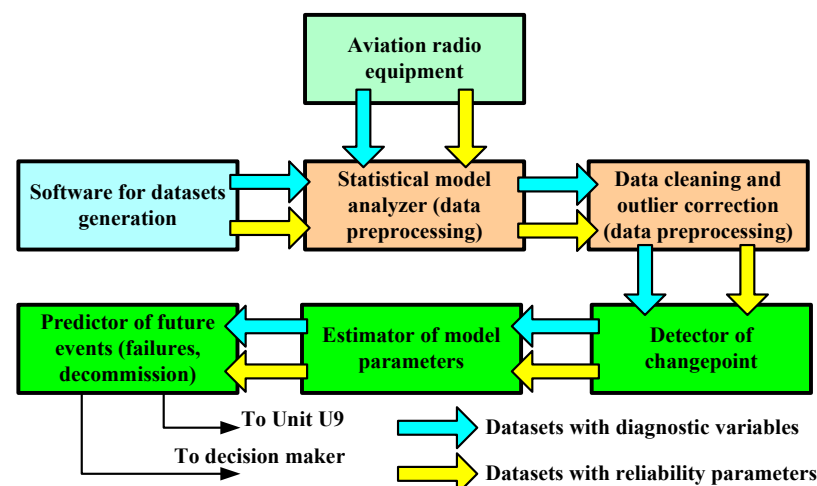 Aviation radio
equipment
Software for datasets
generation
Statistical model
analyzer (data
preprocessing)
Data cleaning and
outlier correction
(data preprocessing)
Predictor of future
events (failures,
decommission)
Estimator of model
parameters
Detector of
changepoint
To Unit U9
To decision maker
Datasets with diagnostic variables
Datasets with reliability parameters